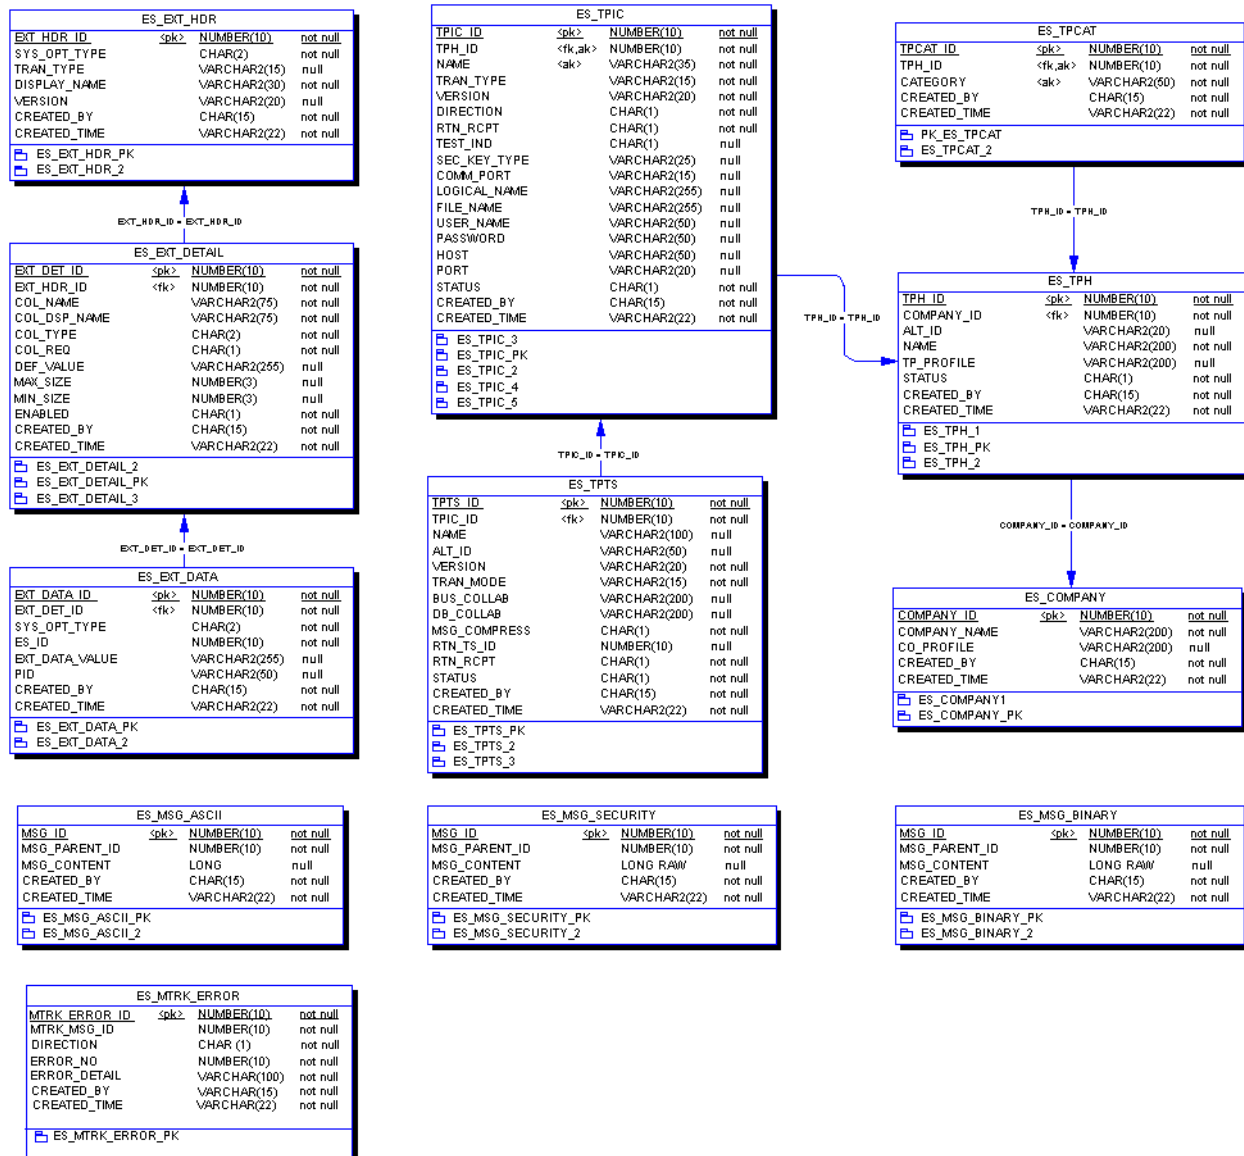 ES_EXT_HDR
EXT_HDR_ID <pk> NUMBER(10) not null
SYS_OPT_TYPE CHAR(2) not null
TRAN_TYPE VARCHAR2(15) null
DISPLAY_NAME VARCHAR2(30) not null
VERSION VARCHAR2(20) null
CREATED_BY CHAR(15) not null
CREATED_TIME VARCHAR2(22) not null
ES_EXT_HDR_PK
ES_EXT_HDR_2
EXT_HDR_ID = EXT_HDR_ID
ES_EXT_DETAIL
EXT_DET_ID <pk> NUMBER(10) not null
EXT_HDR_ID <fk> NUMBER(10) not null
COL_NAME VARCHAR2(75) not null
COL_DSP_NAME VARCHAR2(75) not null
COL_TYPE CHAR(2) not null
COL_REQ CHAR(1) not null
DEF_VALUE VARCHAR2(255) null
MAX_SIZE NUMBER(3) null
MIN_SIZE NUMBER(3) null
ENABLED CHAR(1) not null
CREATED_BY CHAR(15) not null
CREATED_TIME VARCHAR2(22) not null
ES_EXT_DETAIL_2
ES_EXT_DETAIL_PK
ES_EXT_DETAIL_3
EXT_DET_ID = EXT_DET_ID
ES_EXT_DATA
EXT_DATA_ID <pk> NUMBER(10) not null
EXT_DET_ID <fk> NUMBER(10) not null
SYS_OPT_TYPE CHAR(2) not null
ES_ID NUMBER(10) not null
EXT_DATA_VALUE VARCHAR2(255) null
PID VARCHAR2(50) null
CREATED_BY CHAR(15) not null
CREATED_TIME VARCHAR2(22) not null
ES_EXT_DATA_PK
ES_EXT_DATA_2
ES_TPIC
TPIC_ID <pk> NUMBER(10) not null
TPH_ID <fk,ak> NUMBER(10) not null
NAME <ak> VARCHAR2(35) not null
TRAN_TYPE VARCHAR2(15) not null
VERSION VARCHAR2(20) not null
DIRECTION CHAR(1) not null
RTN_RCPT CHAR(1) not null
TEST_IND CHAR(1) null
SEC_KEY_TYPE VARCHAR2(25) null
COMM_PORT VARCHAR2(15) null
LOGICAL_NAME VARCHAR2(255) null
FILE_NAME VARCHAR2(255) null
USER_NAME VARCHAR2(50) null
PASSWORD VARCHAR2(50) null
HOST VARCHAR2(50) null
PORT VARCHAR2(20) null
STATUS CHAR(1) not null
CREATED_BY CHAR(15) not null
CREATED_TIME VARCHAR2(22) not null
ES_TPIC_3
ES_TPIC_PK
ES_TPIC_2
ES_TPIC_4
ES_TPIC_5
TPIC_ID = TPIC_ID
ES_TPTS
TPTS_ID <pk> NUMBER(10) not null
TPIC_ID <fk> NUMBER(10) not null
NAME VARCHAR2(100) null
ALT_ID VARCHAR2(50) null
VERSION VARCHAR2(20) not null
TRAN_MODE VARCHAR2(15) not null
BUS_COLLAB VARCHAR2(200) null
DB_COLLAB VARCHAR2(200) null
MSG_COMPRESS CHAR(1) not null
RTN_TS_ID NUMBER(10) null
RTN_RCPT CHAR(1) not null
STATUS CHAR(1) not null
CREATED_BY CHAR(15) not null
CREATED_TIME VARCHAR2(22) not null
ES_TPTS_PK
ES_TPTS_2
ES_TPTS_3
TPH_ID = TPH_ID
ES_TPCAT
TPCAT_ID <pk> NUMBER(10) not null
TPH_ID <fk,ak> NUMBER(10) not null
CATEGORY <ak> VARCHAR2(50) not null
CREATED_BY CHAR(15) not null
CREATED_TIME VARCHAR2(22) not null
PK_ES_TPCAT
ES_TPCAT_2
TPH_ID = TPH_ID
ES_TPH
TPH_ID <pk> NUMBER(10) not null
COMPANY_ID <fk> NUMBER(10) not null
ALT_ID VARCHAR2(20) null
NAME VARCHAR2(200) not null
TP_PROFILE VARCHAR2(200) null
STATUS CHAR(1) not null
CREATED_BY CHAR(15) not null
CREATED_TIME VARCHAR2(22) not null
ES_TPH_1
ES_TPH_PK
ES_TPH_2
COMPANY_ID = COMPANY_ID
ES_COMPANY
COMPANY_ID <pk> NUMBER(10) not null
COMPANY_NAME VARCHAR2(200) not null
CO_PROFILE VARCHAR2(200) null
CREATED_BY CHAR(15) not null
CREATED_TIME VARCHAR2(22) not null
ES_COMPANY1
ES_COMPANY_PK
ES_MSG_ASCII
MSG_ID <pk> NUMBER(10) not null
MSG_PARENT_ID NUMBER(10) not null
MSG_CONTENT LONG null
CREATED_BY CHAR(15) not null
CREATED_TIME VARCHAR2(22) not null
ES_MSG_ASCII_PK
ES_MSG_ASCII_2
ES_MSG_SECURITY
MSG_ID <pk> NUMBER(10) not null
MSG_PARENT_ID NUMBER(10) not null
MSG_CONTENT LONG RAW null
CREATED_BY CHAR(15) not null
CREATED_TIME VARCHAR2(22) not null
ES_MSG_SECURITY_PK
ES_MSG_SECURITY_2
ES_MSG_BINARY
MSG_ID <pk> NUMBER(10) not null
MSG_PARENT_ID NUMBER(10) not null
MSG_CONTENT LONG RAW null
CREATED_BY CHAR(15) not null
CREATED_TIME VARCHAR2(22) not null
ES_MSG_BINARY_PK
ES_MSG_BINARY_2
ES_MTRK_ERROR
MTRK_ERROR_ID <pk> NUMBER(10) not null
MTRK_MSG_ID NUMBER(10) not null
DIRECTION CHAR (1) not null
ERROR_NO NUMBER(10) not null
ERROR_DETAIL VARCHAR(100) not null
CREATED_BY VARCHAR(15) not null
CREATED_TIME VARCHAR(22) not null
ES_MTRK_ERROR_PK